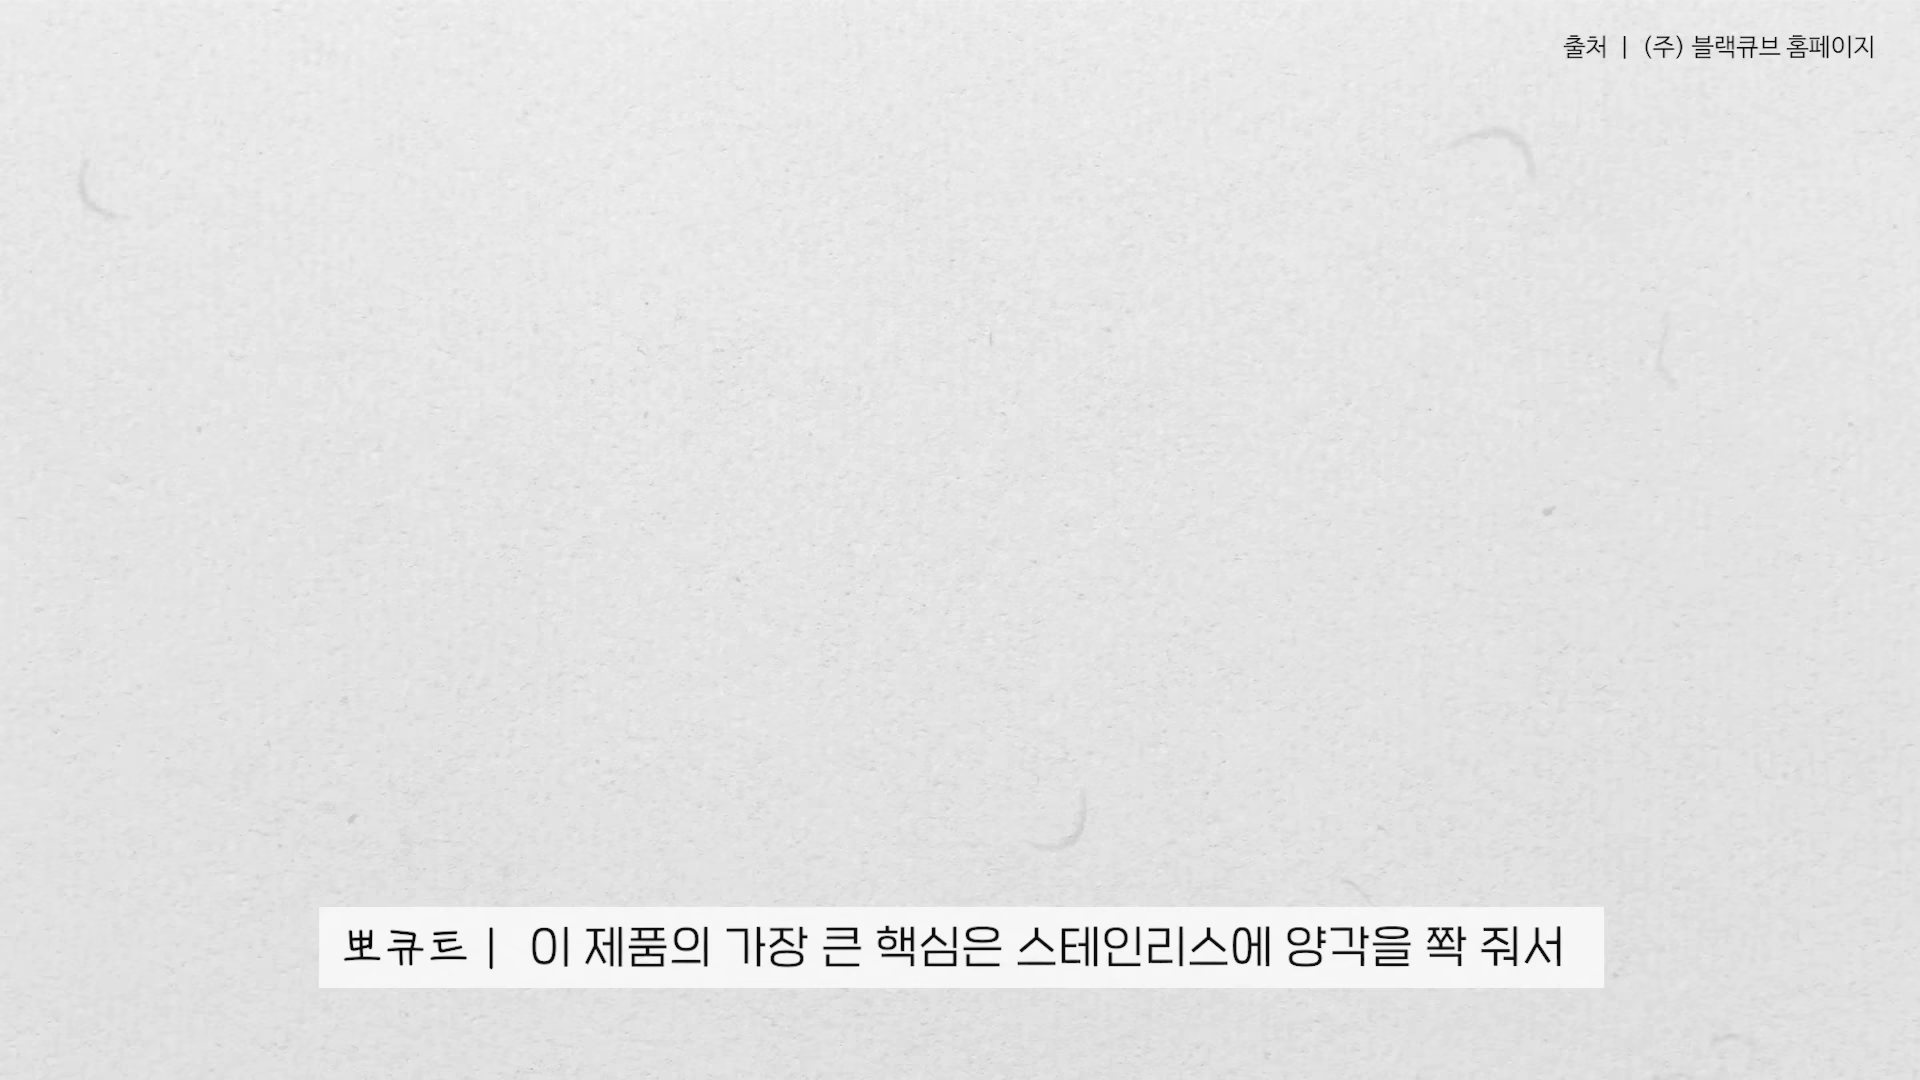 출처 | (주) 블랙큐브 홈페이지
뽀큐트 | 이 제품의 가장 큰 핵심은 스테인리스에 양각을 쫙 줘서